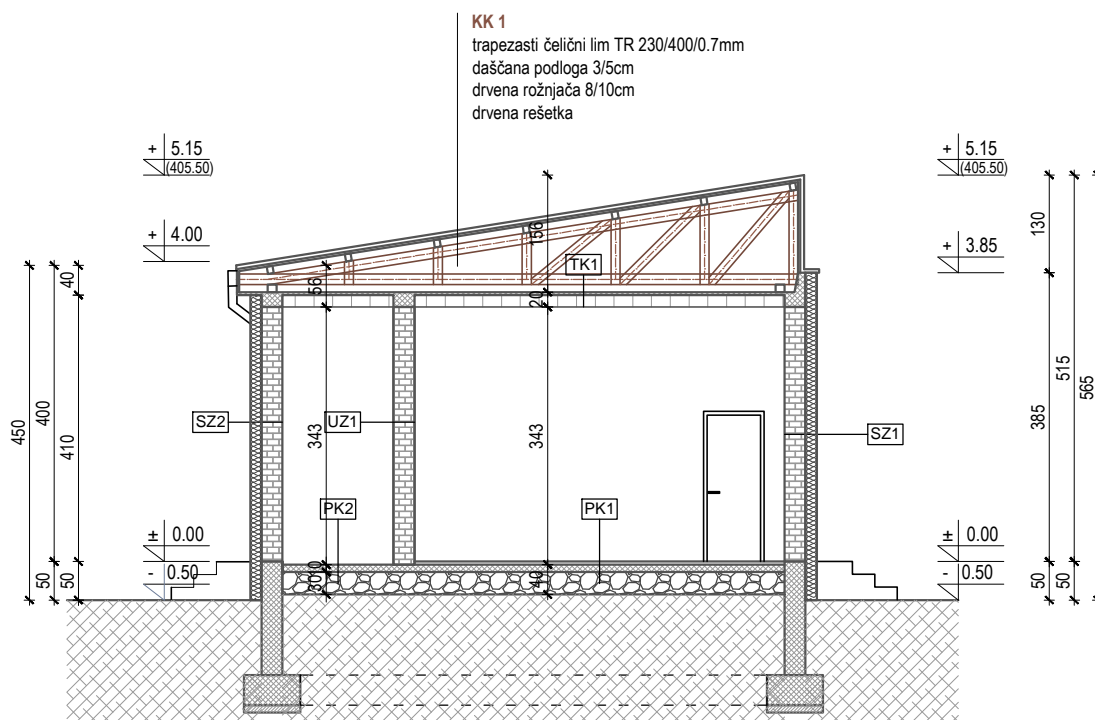 KK 1
trapezasti čelični lim TR 230/400/0.7mm
daščana podloga 3/5cm
drvena rožnjača 8/10cm
drvena rešetka
+ 5.15
(405.50)
+ 5.15
(405.50)
+ 4.00
+ 3.85
40
56
156
20
130
TK1
SZ2
UZ1
SZ1
450
400
410
343
343
385
515
565
PK2
PK1
± 0.00
± 0.00
- 0.50
- 0.50
50
50
10
30
40
50
50